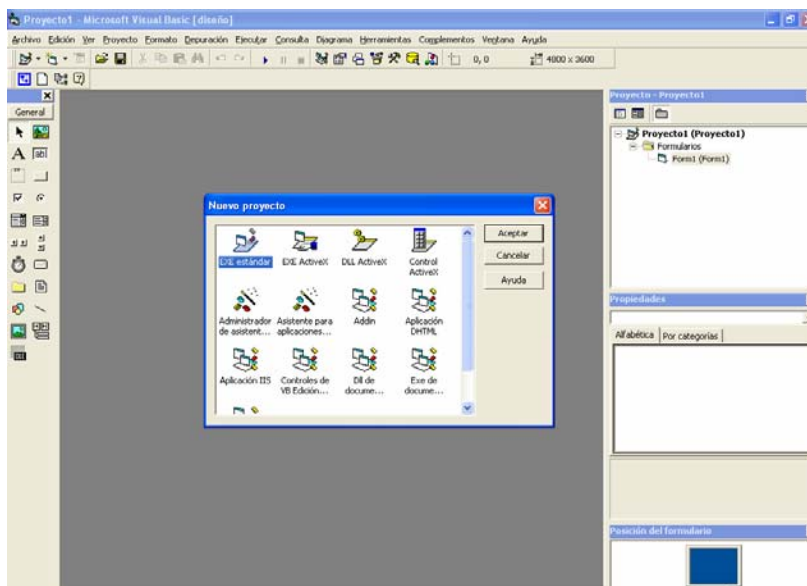 Proyecto1 - Microsoft Visual Basic [diseño]
Archivo Edición Ver Proyecto Formato Depuración Ejecutar Consulta Diagrama Herramientas Complementos Ventana Ayuda
0, 0 4800 x 3600
General
Proyecto - Proyecto1
Proyecto1 (Proyecto1)
Formularios
Form1 (Form1)
Nuevo proyecto
EXE estándar
EXE ActiveX
DLL ActiveX
Control ActiveX
Administrador de asistent...
Asistente para aplicaciones...
Addin
Aplicación DHTML
Aplicación IIS
Controles de VB Edición...
Dll de docume...
Exe de docume...
Aceptar
Cancelar
Ayuda
Propiedades
Alfabética Por categorías
Posición del formulario